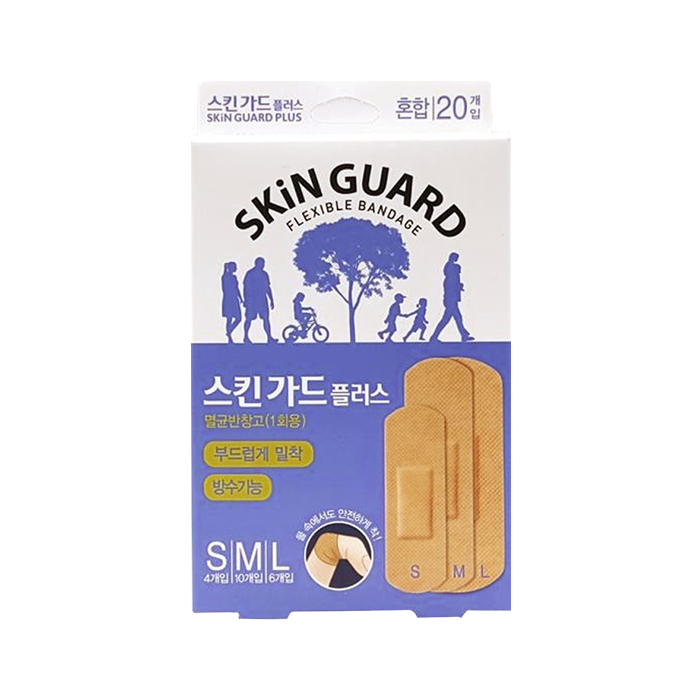 스킨 가드 플러스
SKiN GUARD PLUS
혼합 20개입
SKiN GUARD
FLEXIBLE BANDAGE
스킨 가드 플러스
멸균반창고(1회용)
부드럽게 밀착
방수가능
물 속에서도 안전하게 착!
S M L
4개입 10개입 6개입
S M L